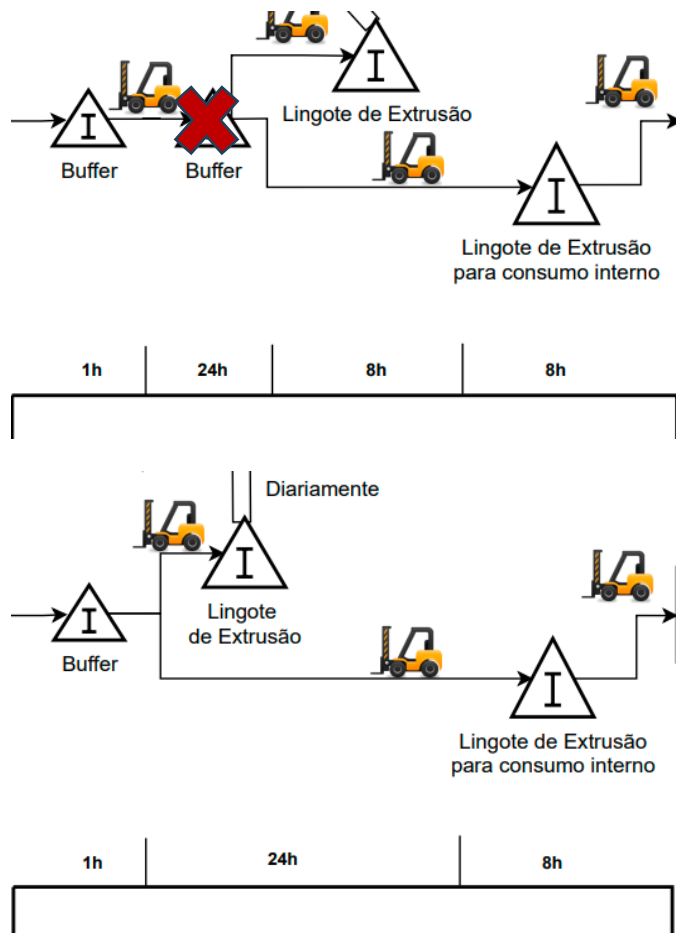 Lingote de Extrusão
Buffer
Buffer
Lingote de Extrusão
para consumo interno
1h
24h
8h
8h
Diariamente
Lingote
de Extrusão
Buffer
Lingote de Extrusão
para consumo interno
1h
24h
8h